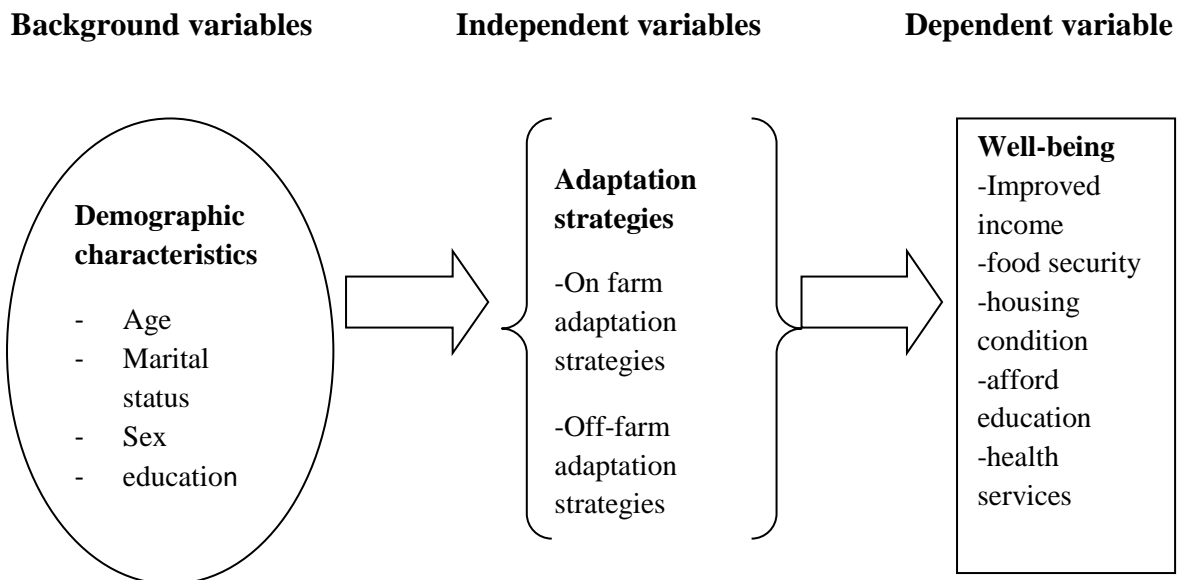 Background variables
Independent variables
Dependent variable
Demographic
characteristics
- Age
- Marital
status
- Sex
- education
Adaptation
strategies
-On farm
adaptation
strategies
-Off-farm
adaptation
strategies
Well-being
-Improved
income
-food security
-housing
condition
-afford
education
-health
services